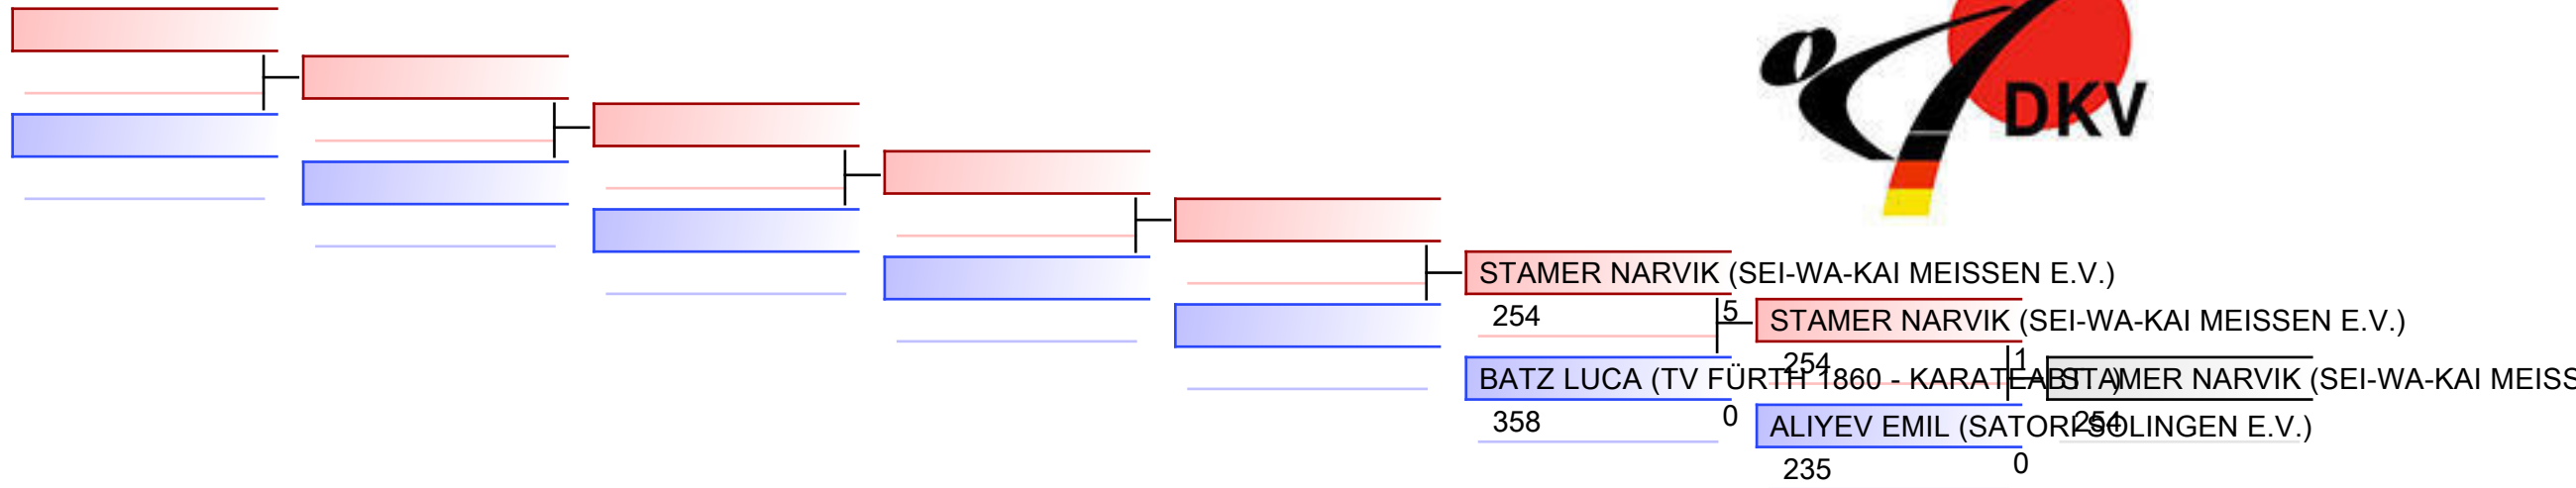 DKV
STAMER NARVIK (SEI-WA-KAI MEISSEN E.V.)
254
5
STAMER NARVIK (SEI-WA-KAI MEISSEN E.V.)
254
1
BATZ LUCA (TV FÜRTH 1860 - KARATEABT.)
STAMER NARVIK (SEI-WA-KAI MEISS
358
0
ALIYEV EMIL (SATORI SOLINGEN E.V.)
254
235
0